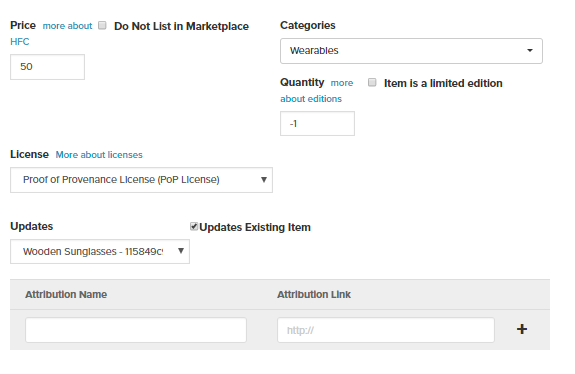 Price more about
HFC
Do Not List in Marketplace
50
Categories
Wearables
Quantity more
about editions
Item is a limited edition
-1
License More about licenses
Proof of Provenance License (PoP License)
Updates
Updates Existing Item
Wooden Sunglasses - 115849c
Attribution Name Attribution Link
http://
+